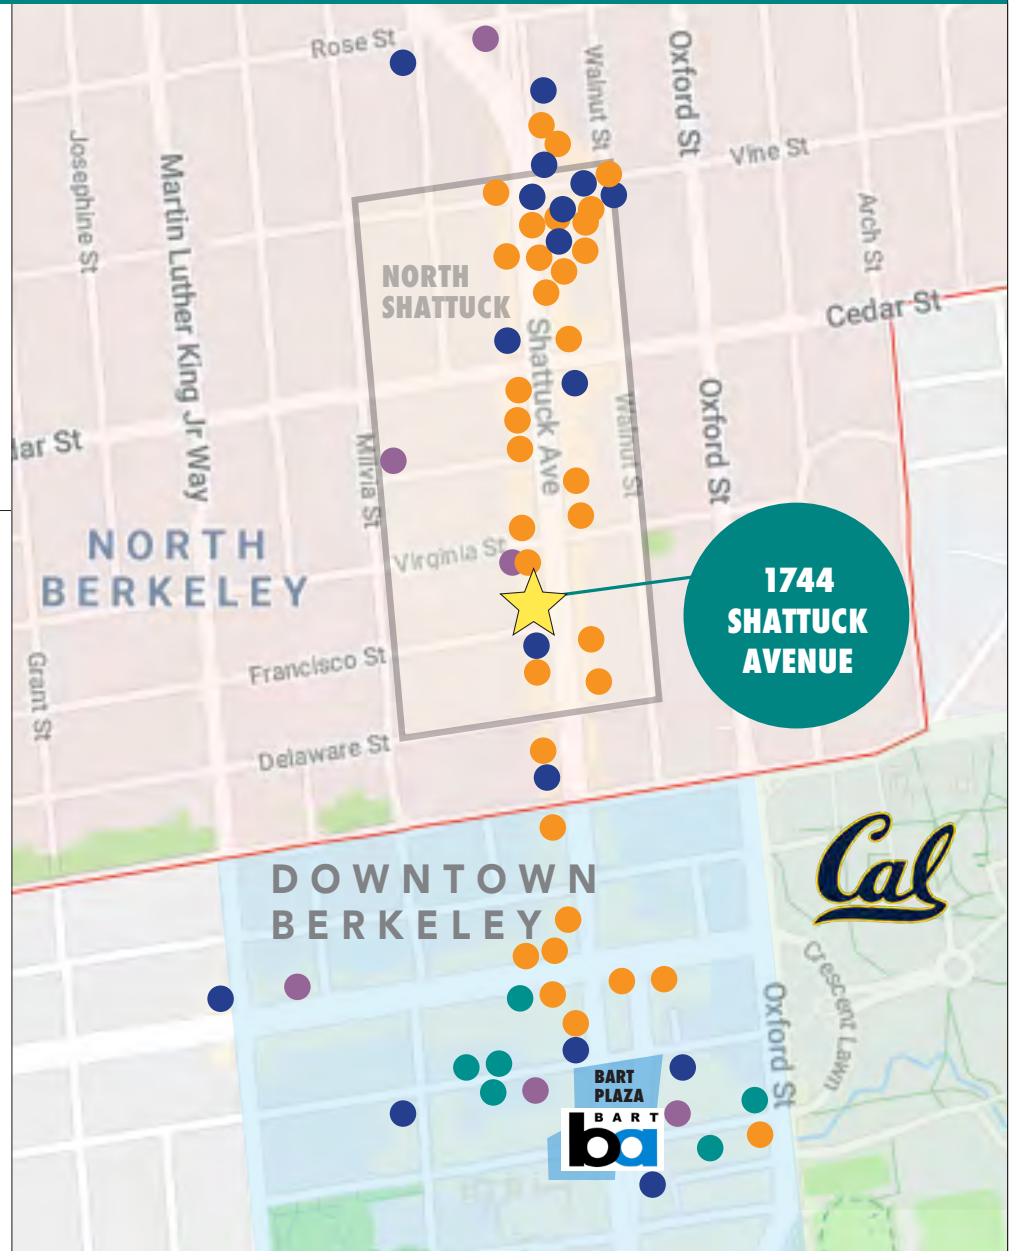 Rose St
Walnut St
Oxford St
Vine St
Josephine St
Martin Luther King Jr Way
Arch St
NORTH
SHATTUCK
Cedar St
Shattuck Ave
Oxford St
Walnut St
dar St
Milvia St
NORTH
BERKELEY
Virginia St
1744
SHATTUCK
AVENUE
Grant St
Francisco St
Delaware St
Cal
DOWNTOWN
BERKELEY
Crescent Lawn
Oxford St
BART
PLAZA
BART
ba